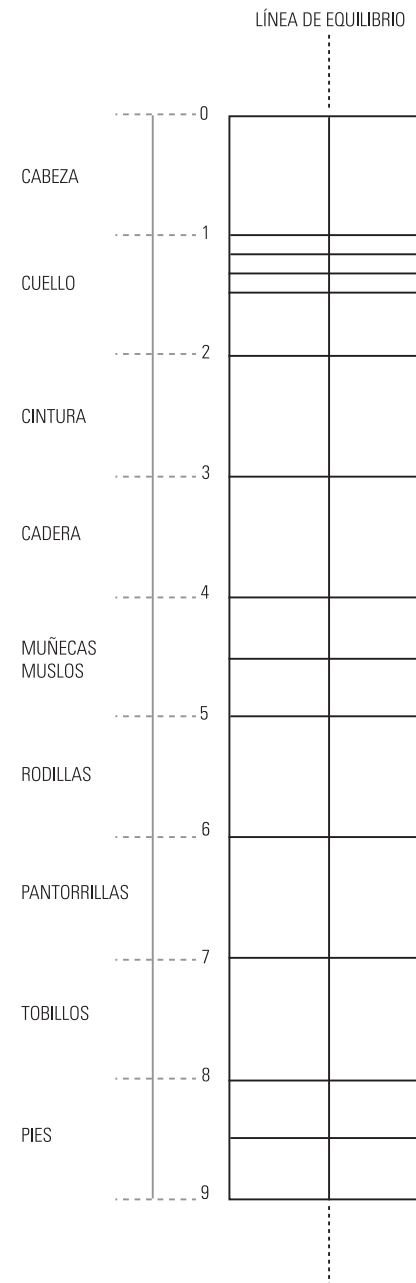 LÍNEA DE EQUILIBRIO
0
CABEZA
1
CUELLO
2
CINTURA
3
CADERA
4
MUÑECAS
MUSLOS
5
RODILLAS
6
PANTORRILLAS
7
TOBILLOS
8
PIES
9